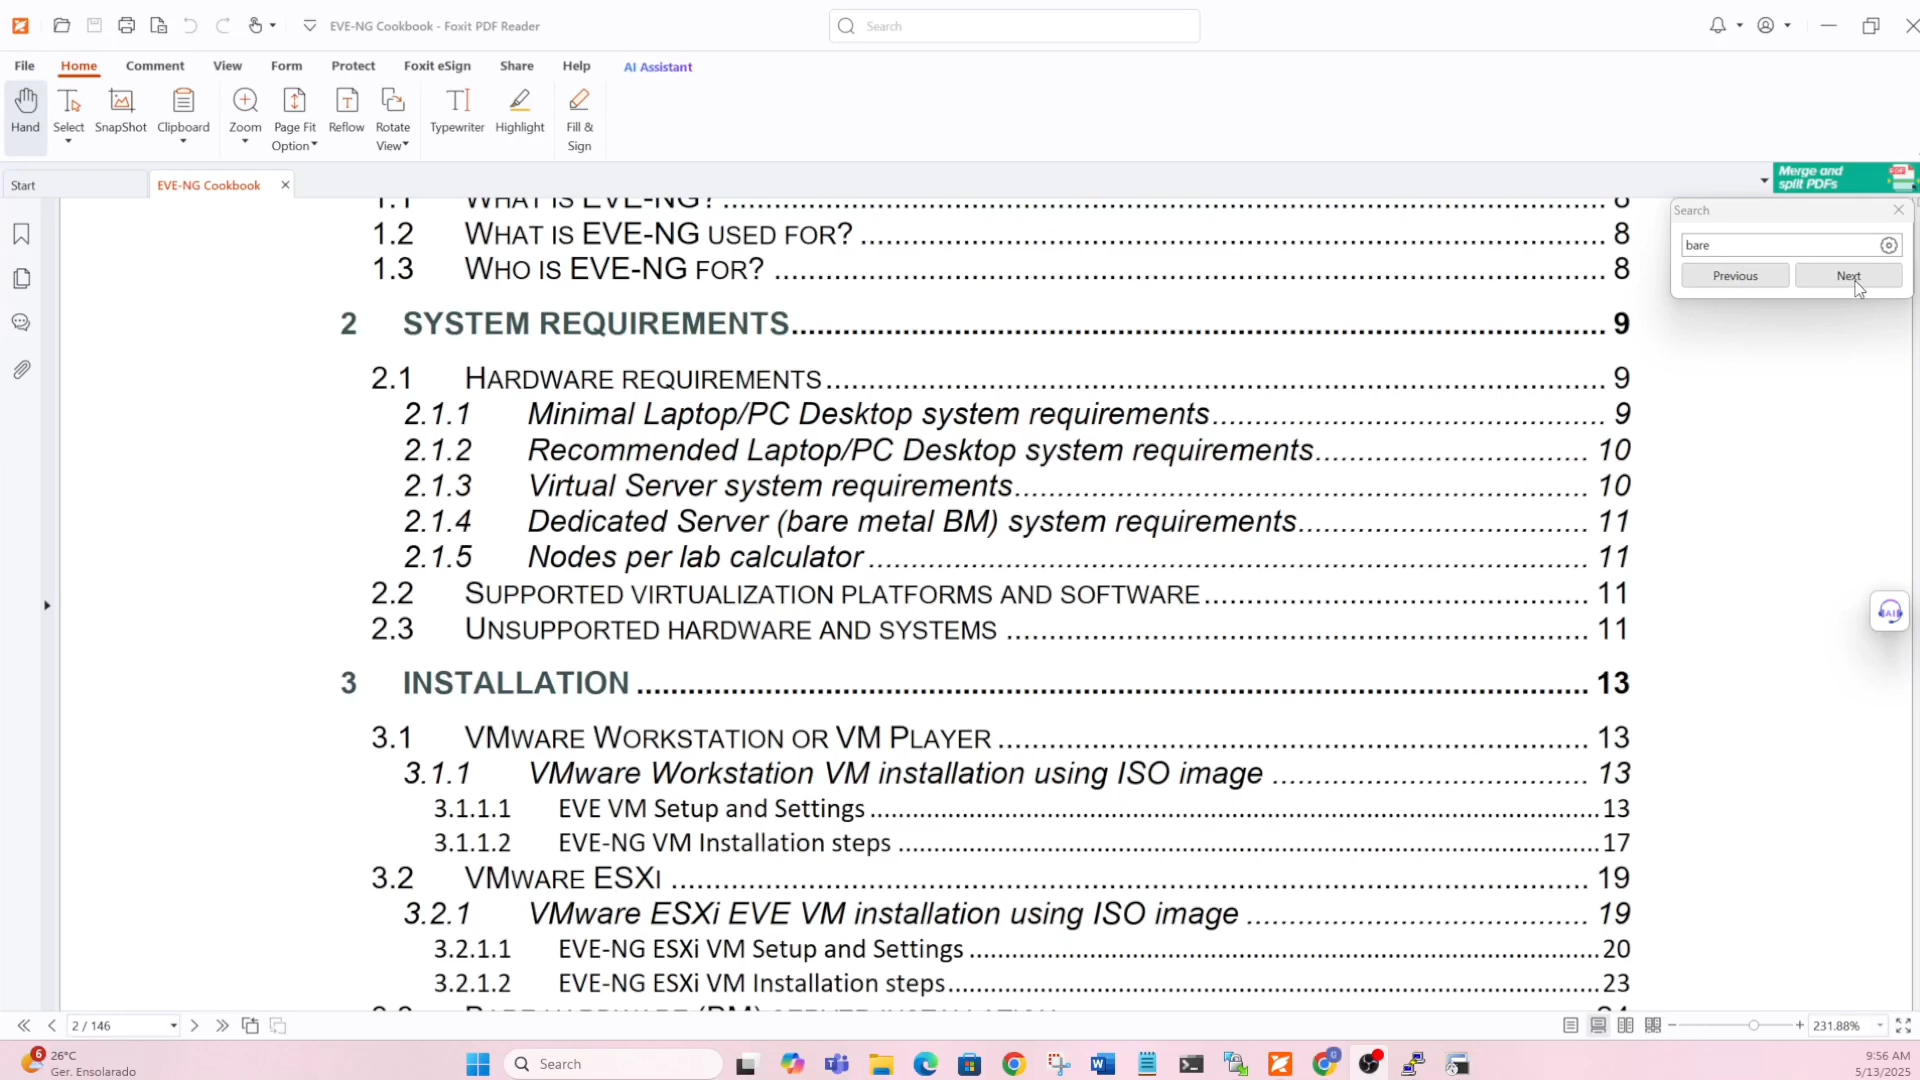 EVE-NG Cookbook - Foxit PDF Reader
Search
File Home Comment View Form Protect Foxit eSign Share Help AI Assistant
Hand Select SnapShot Clipboard Zoom Page Fit Option Reflow Rotate View Typewriter Highlight Fill & Sign
Start
EVE-NG Cookbook
Merge and
split PDFs
Search
bare
Previous Next
1.1 WHAT IS EVE-NG? 8
1.2 WHAT IS EVE-NG USED FOR? 8
1.3 WHO IS EVE-NG FOR? 8
2 SYSTEM REQUIREMENTS 9
2.1 HARDWARE REQUIREMENTS 9
2.1.1 Minimal Laptop/PC Desktop system requirements 9
2.1.2 Recommended Laptop/PC Desktop system requirements 10
2.1.3 Virtual Server system requirements 10
2.1.4 Dedicated Server (bare metal BM) system requirements 11
2.1.5 Nodes per lab calculator 11
2.2 SUPPORTED VIRTUALIZATION PLATFORMS AND SOFTWARE 11
2.3 UNSUPPORTED HARDWARE AND SYSTEMS 11
3 INSTALLATION 13
3.1 VMWARE WORKSTATION OR VM PLAYER 13
3.1.1 VMware Workstation VM installation using ISO image 13
3.1.1.1 EVE VM Setup and Settings 13
3.1.1.2 EVE-NG VM Installation steps 17
3.2 VMWARE ESXI 19
3.2.1 VMware ESXi EVE VM installation using ISO image 19
3.2.1.1 EVE-NG ESXi VM Setup and Settings 20
3.2.1.2 EVE-NG ESXi VM Installation steps 23
AI
2 / 146
231.88%
6
26°C
Ger. Ensolarado
Search
9:56 AM
5/13/2025